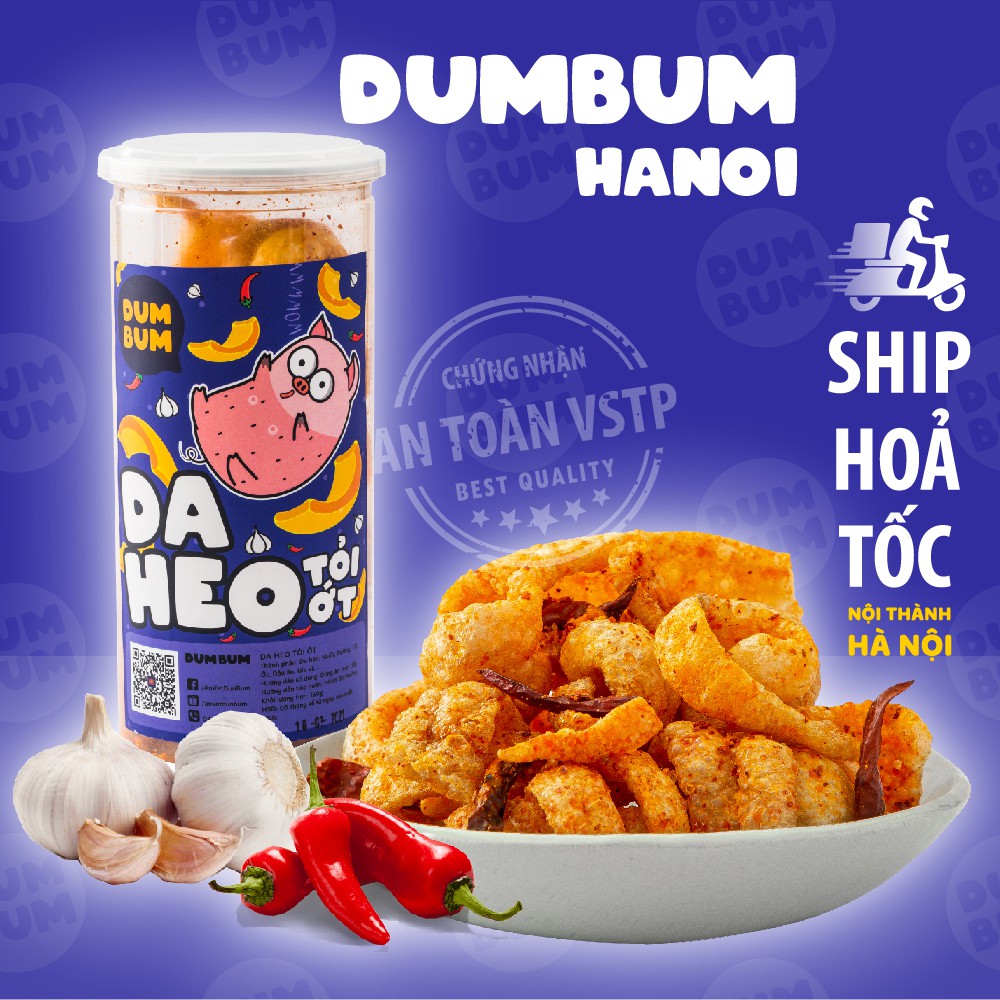 DUMBUM
HANOI
DUM
BUM
WOWWWW
DA
HEO
TỎI
ỚT
DUMBUM
DA HEO TỎI ỚT
CHỨNG NHẬN
AN TOÀN VSTP
BEST QUALITY
SHIP
HOẢ
TỐC
NỘI THÀNH
HÀ NỘI